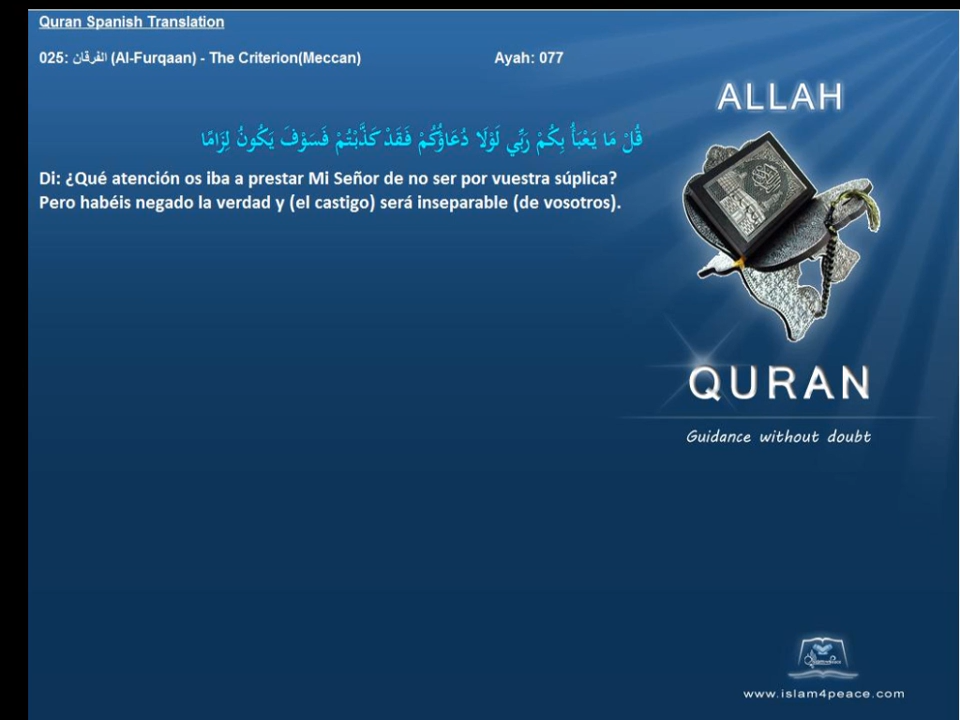 Quran Spanish Translation
025: الفرقان (Al-Furqaan) - The Criterion(Meccan) Ayah: 077
قُلْ مَا يَعْبَأُ بِكُمْ رَبِّي لَوْلَا دُعَاؤُكُمْ فَقَدْ كَذَّبْتُمْ فَسَوْفَ يَكُونُ لِزَامًا
Di: ¿Qué atención os iba a prestar Mi Señor de no ser por vuestra súplica?
Pero habéis negado la verdad y (el castigo) será inseparable (de vosotros).
ALLAH
QURAN
Guidance without doubt
www.islam4peace.com